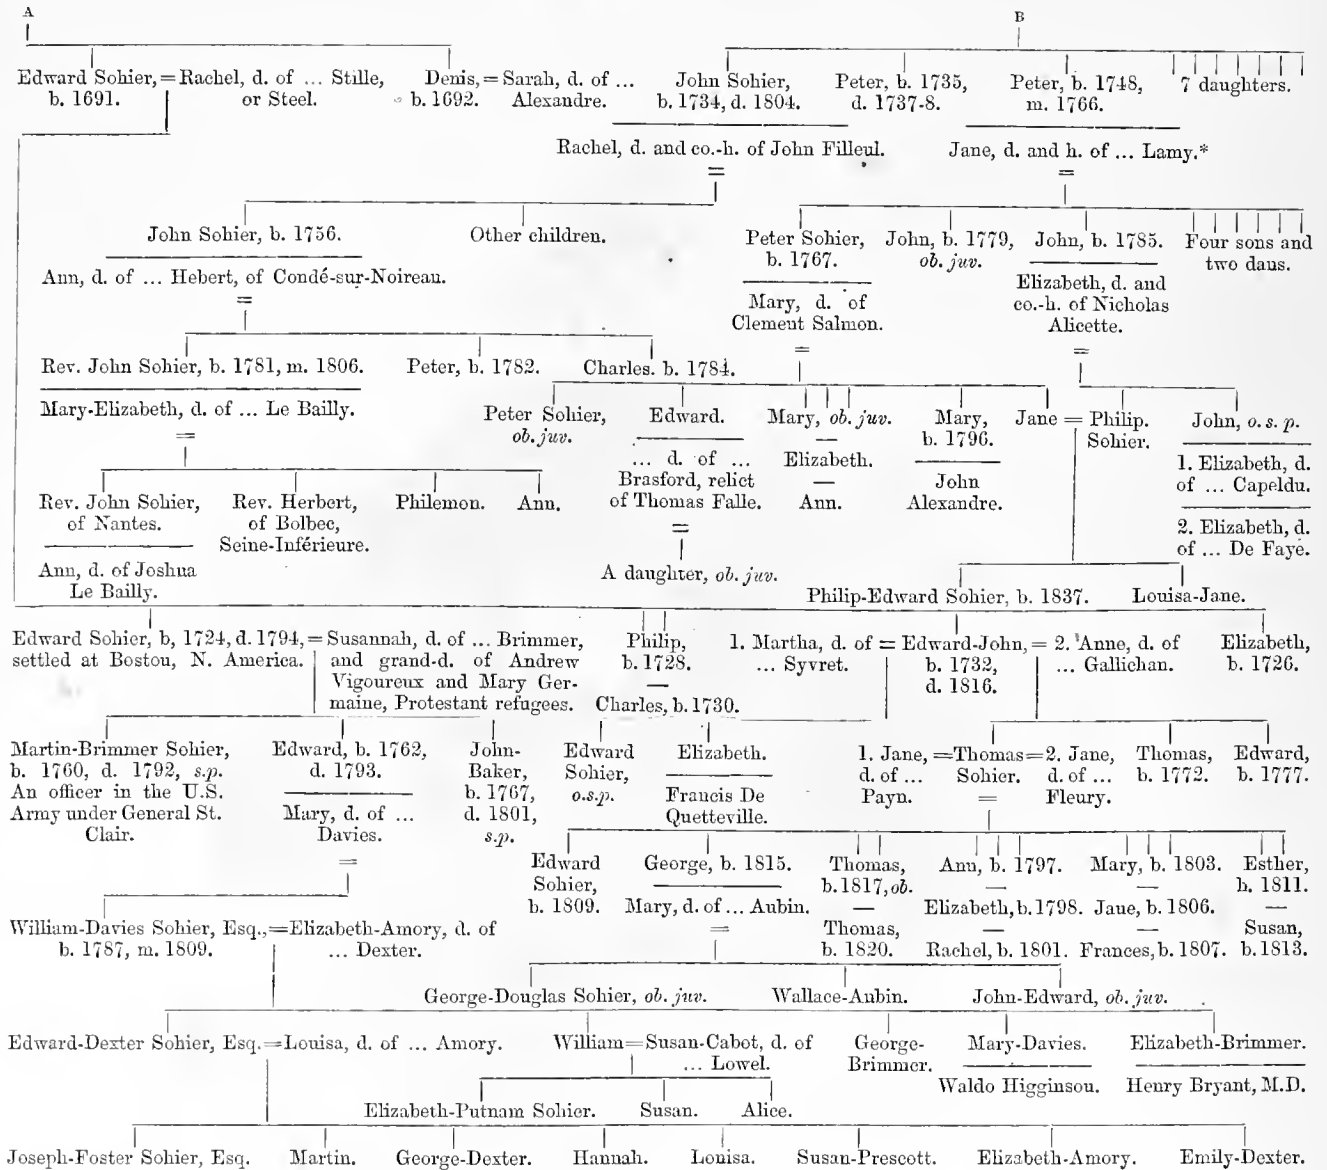 A
B
Edward Sohier, = Rachel, d. of ... Stille,
b. 1691.
or Steel.
Denis, = Sarah, d. of ...
b. 1692.
Alexandre.
John Sohier,
b. 1734, d. 1804.
Peter, b. 1735,
d. 1737-8.
Peter, b. 1748,
m. 1766.
7 daughters.
Rachel, d. and co.-h. of John Filleul.
=
Jane, d. and h. of ... Lamy.*
=
John Sohier, b. 1756.
Ann, d. of ... Hebert, of Condé-sur-Noireau.
=
Other children.
Peter Sohier,
b. 1767.
Mary, d. of
Clement Salmon.
=
John, b. 1779,
ob. juv.
John, b. 1785.
Elizabeth, d. and
co.-h. of Nicholas
Alicette.
=
Four sons and
two daus.
Rev. John Sohier, b. 1781, m. 1806.
Mary-Elizabeth, d. of ... Le Bailly.
=
Peter, b. 1782.
Charles. b. 1784.
Peter Sohier,
ob. juv.
Edward.
... d. of ...
Brasford, relict
of Thomas Falle.
=
Mary, ob. juv.
—
Elizabeth.
—
Ann.
Mary,
b. 1796.
John
Alexandre.
Jane = Philip.
Sohier.
John, o. s. p.
1. Elizabeth, d.
of ... Capeldu.
2. Elizabeth, d.
of ... De Faye.
Rev. John Sohier,
of Nantes.
Ann, d. of Joshua
Le Bailly.
Rev. Herbert,
of Bolbec,
Seine-Inférieure.
Philemon.
Ann.
A daughter, ob. juv.
Philip-Edward Sohier, b. 1837.
Louisa-Jane.
Edward Sohier, b, 1724, d. 1794, = Susannah, d. of ... Brimmer,
settled at Bostou, N. America.
and grand-d. of Andrew
Vigoureux and Mary Ger-
maine, Protestant refugees.
Philip,
b. 1728.
—
Charles, b. 1730.
1. Martha, d. of = Edward-John, = 2. Anne, d. of
... Syvret.
b. 1732,
d. 1816.
... Gallichan.
Elizabeth,
b. 1726.
Martin-Brimmer Sohier,
b. 1760, d. 1792, s.p.
An officer in the U.S.
Army under General St.
Clair.
Edward, b. 1762,
d. 1793.
Mary, d. of ...
Davies.
=
John-
Baker,
b. 1767,
d. 1801,
s.p.
Edward
Sohier,
o.s.p.
Elizabeth.
Francis De
Quetteville.
1. Jane, = Thomas = 2. Jane,
d. of ...
Payn.
Sohier.
=
d. of ...
Fleury.
Thomas,
b. 1772.
Edward,
b. 1777.
Edward
Sohier,
b. 1809.
George, b. 1815.
Mary, d. of ... Aubin.
=
Thomas,
b.1817, ob.
—
Thomas,
b. 1820.
Ann, b. 1797.
—
Elizabeth, b. 1798.
—
Rachel, b. 1801.
Mary, b. 1803.
—
Jaue, b. 1806.
—
Frances, b. 1807.
Esther,
b. 1811.
—
Susan,
b. 1813.
William-Davies Sohier, Esq., = Elizabeth-Amory, d. of
b. 1787, m. 1809.
... Dexter.
George-Douglas Sohier, ob. juv.
Wallace-Aubin.
John-Edward, ob. juv.
Edward-Dexter Sohier, Esq. = Louisa, d. of ... Amory.
William = Susan-Cabot, d. of
... Lowel.
George-
Brimmer.
Mary-Davies.
Waldo Higginsou.
Elizabeth-Brimmer.
Henry Bryant, M.D.
Elizabeth-Putnam Sohier.
Susan.
Alice.
Joseph-Foster Sohier, Esq.
Martin.
George-Dexter.
Hannah.
Louisa.
Susan-Prescott.
Elizabeth-Amory.
Emily-Dexter.